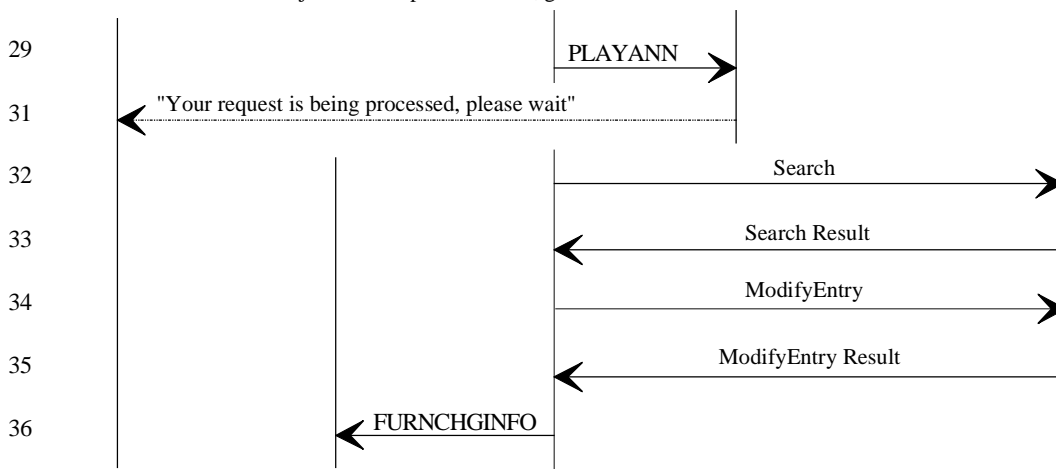 29
PLAYANN
"Your request is being processed, please wait"
31
32
Search
33
Search Result
34
ModifyEntry
35
ModifyEntry Result
36
FURNCHGINFO